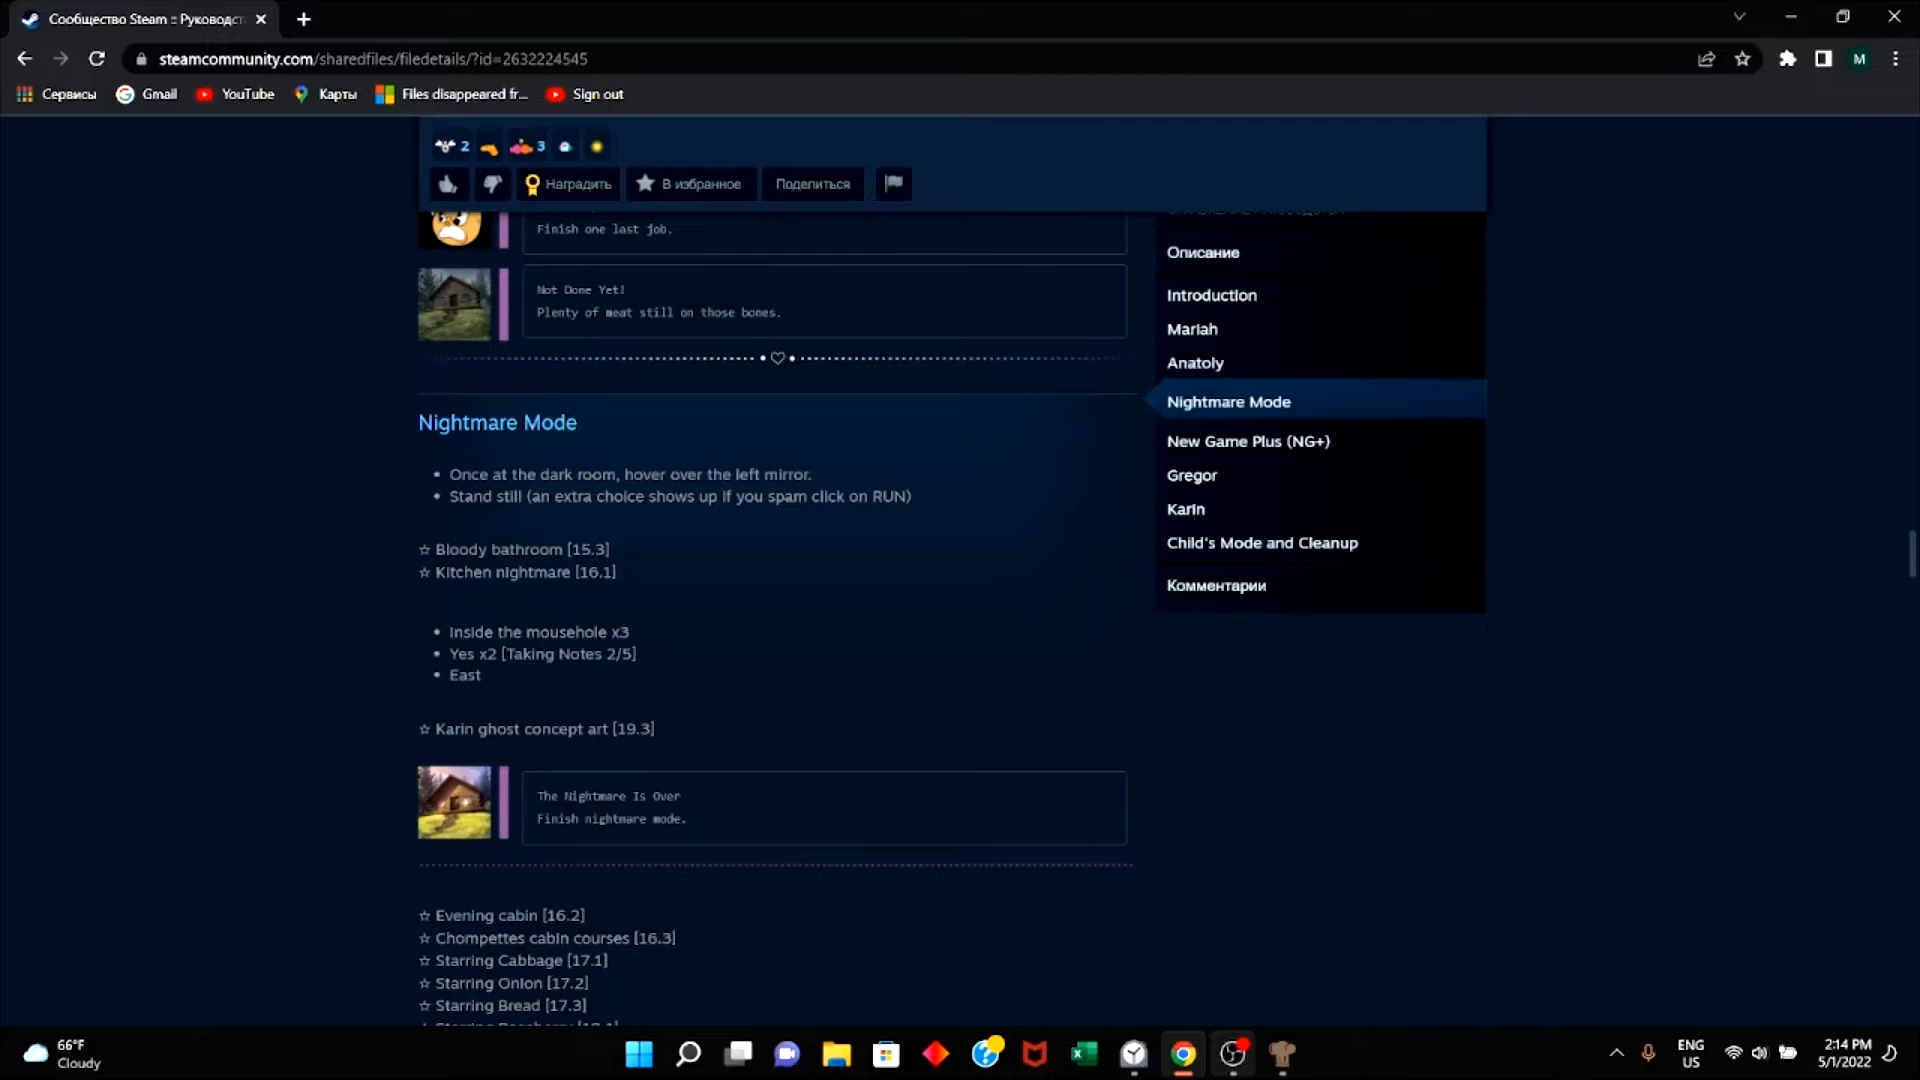 Сообщество Steam :: Руководст
steamcommunity.com/sharedfiles/filedetails/?id=2632224545
M
Сервисы
Gmail
YouTube
Карты
Files disappeared fr...
Sign out
2
3
Наградить
В избранное
Поделиться
Finish one last job.
Not Done Yet!
Plenty of meat still on those bones.
Nightmare Mode
• Once at the dark room, hover over the left mirror.
• Stand still (an extra choice shows up if you spam click on RUN)
☆ Bloody bathroom [15.3]
☆ Kitchen nightmare [16.1]
• Inside the mousehole x3
• Yes x2 [Taking Notes 2/5]
• East
☆ Karin ghost concept art [19.3]
The Nightmare Is Over
Finish nightmare mode.
☆ Evening cabin [16.2]
☆ Chompettes cabin courses [16.3]
☆ Starring Cabbage [17.1]
☆ Starring Onion [17.2]
☆ Starring Bread [17.3]
Описание
Introduction
Mariah
Anatoly
Nightmare Mode
New Game Plus (NG+)
Gregor
Karin
Child's Mode and Cleanup
Комментарии
66°F
Cloudy
ENG
US
2:14 PM
5/1/2022